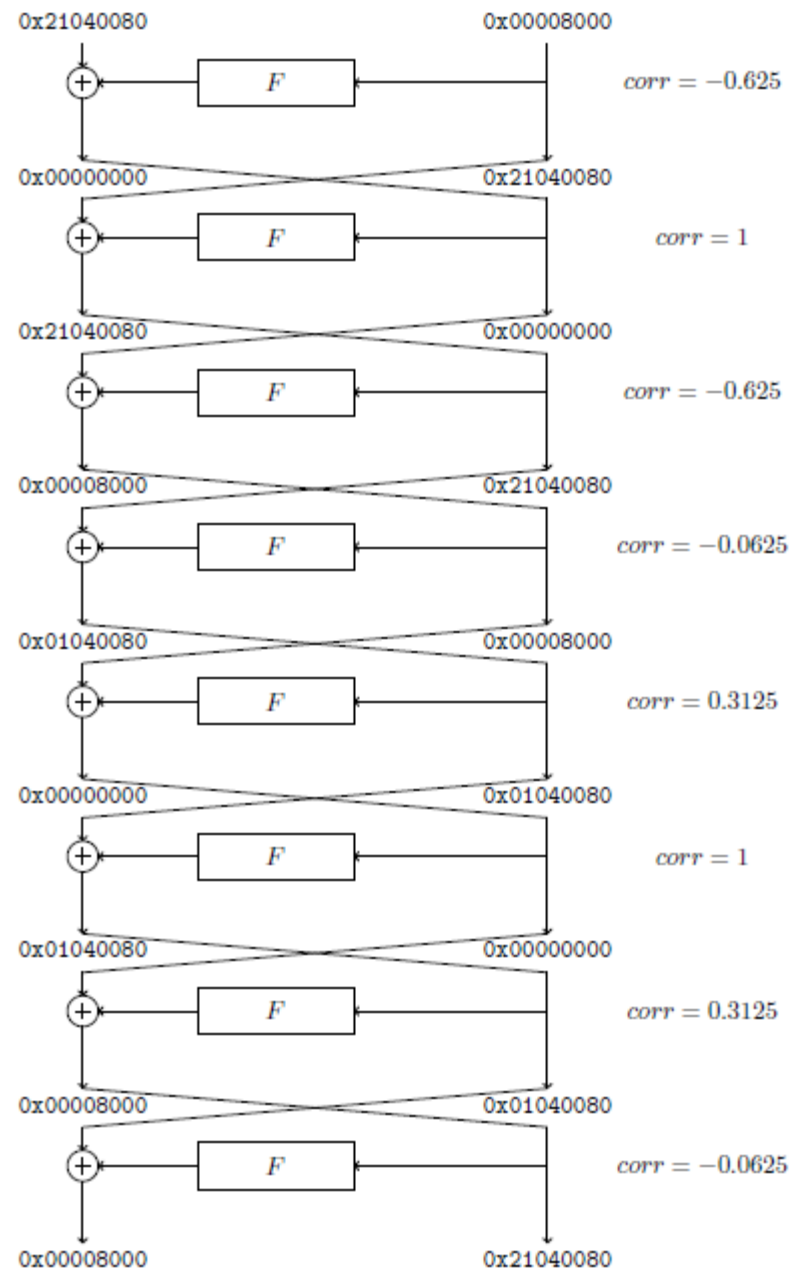 0x21040080 0x00008000
F corr = −0.625
0x00000000 0x21040080
F corr = 1
0x21040080 0x00000000
F corr = −0.625
0x00008000 0x21040080
F corr = −0.0625
0x01040080 0x00008000
F corr = 0.3125
0x00000000 0x01040080
F corr = 1
0x01040080 0x00000000
F corr = 0.3125
0x00008000 0x01040080
F corr = −0.0625
0x00008000 0x21040080